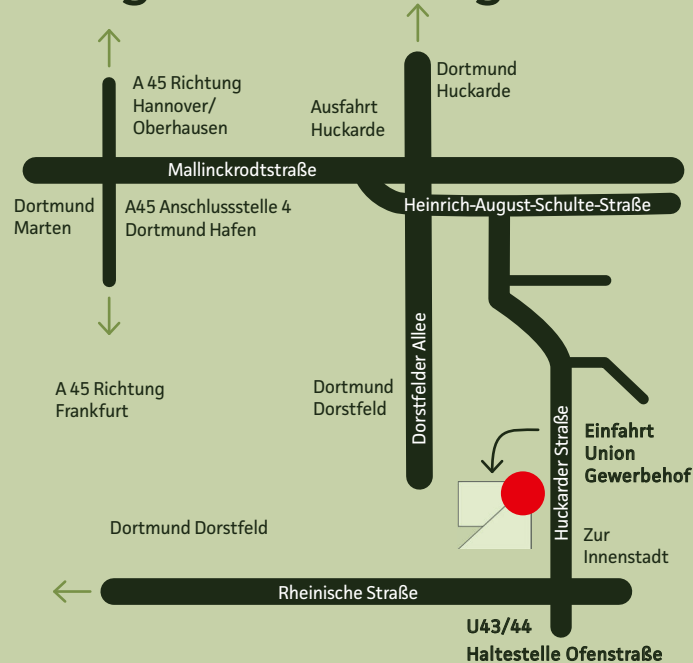 Dortmund
Huckarde
A 45 Richtung
Hannover/
Oberhausen
Ausfahrt
Huckarde
Mallinckrodtstraße
Dortmund
Marten
A45 Anschlussstelle 4
Dortmund Hafen
Heinrich-August-Schulte-Straße
Dorstfelder Allee
A 45 Richtung
Frankfurt
Dortmund
Dorstfeld
Huckarder Straße
Einfahrt
Union
Gewerbehof
Dortmund Dorstfeld
Zur
Innenstadt
Rheinische Straße
U43/44
Haltestelle Ofenstraße